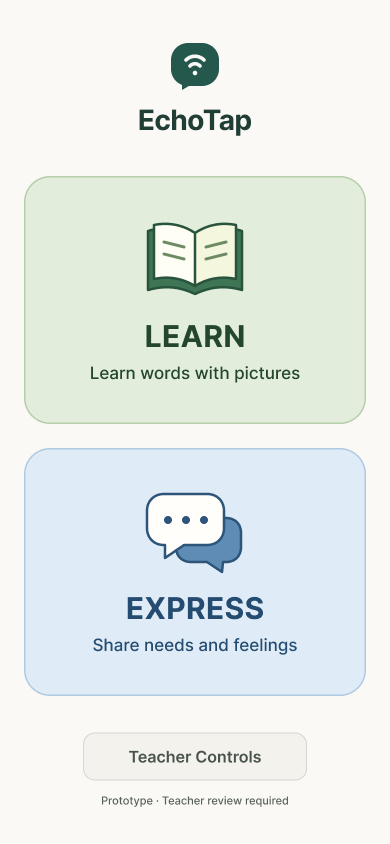 EchoTap
LEARN
Learn words with pictures
EXPRESS
Share needs and feelings
Teacher Controls
Prototype · Teacher review required